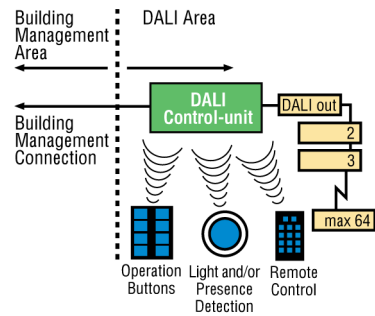 Building
Management
Area
DALI Area
DALI
Control-unit
DALI out
2
3
max 64
Building
Management
Connection
Operation
Buttons
Light and/or
Presence
Detection
Remote
Control